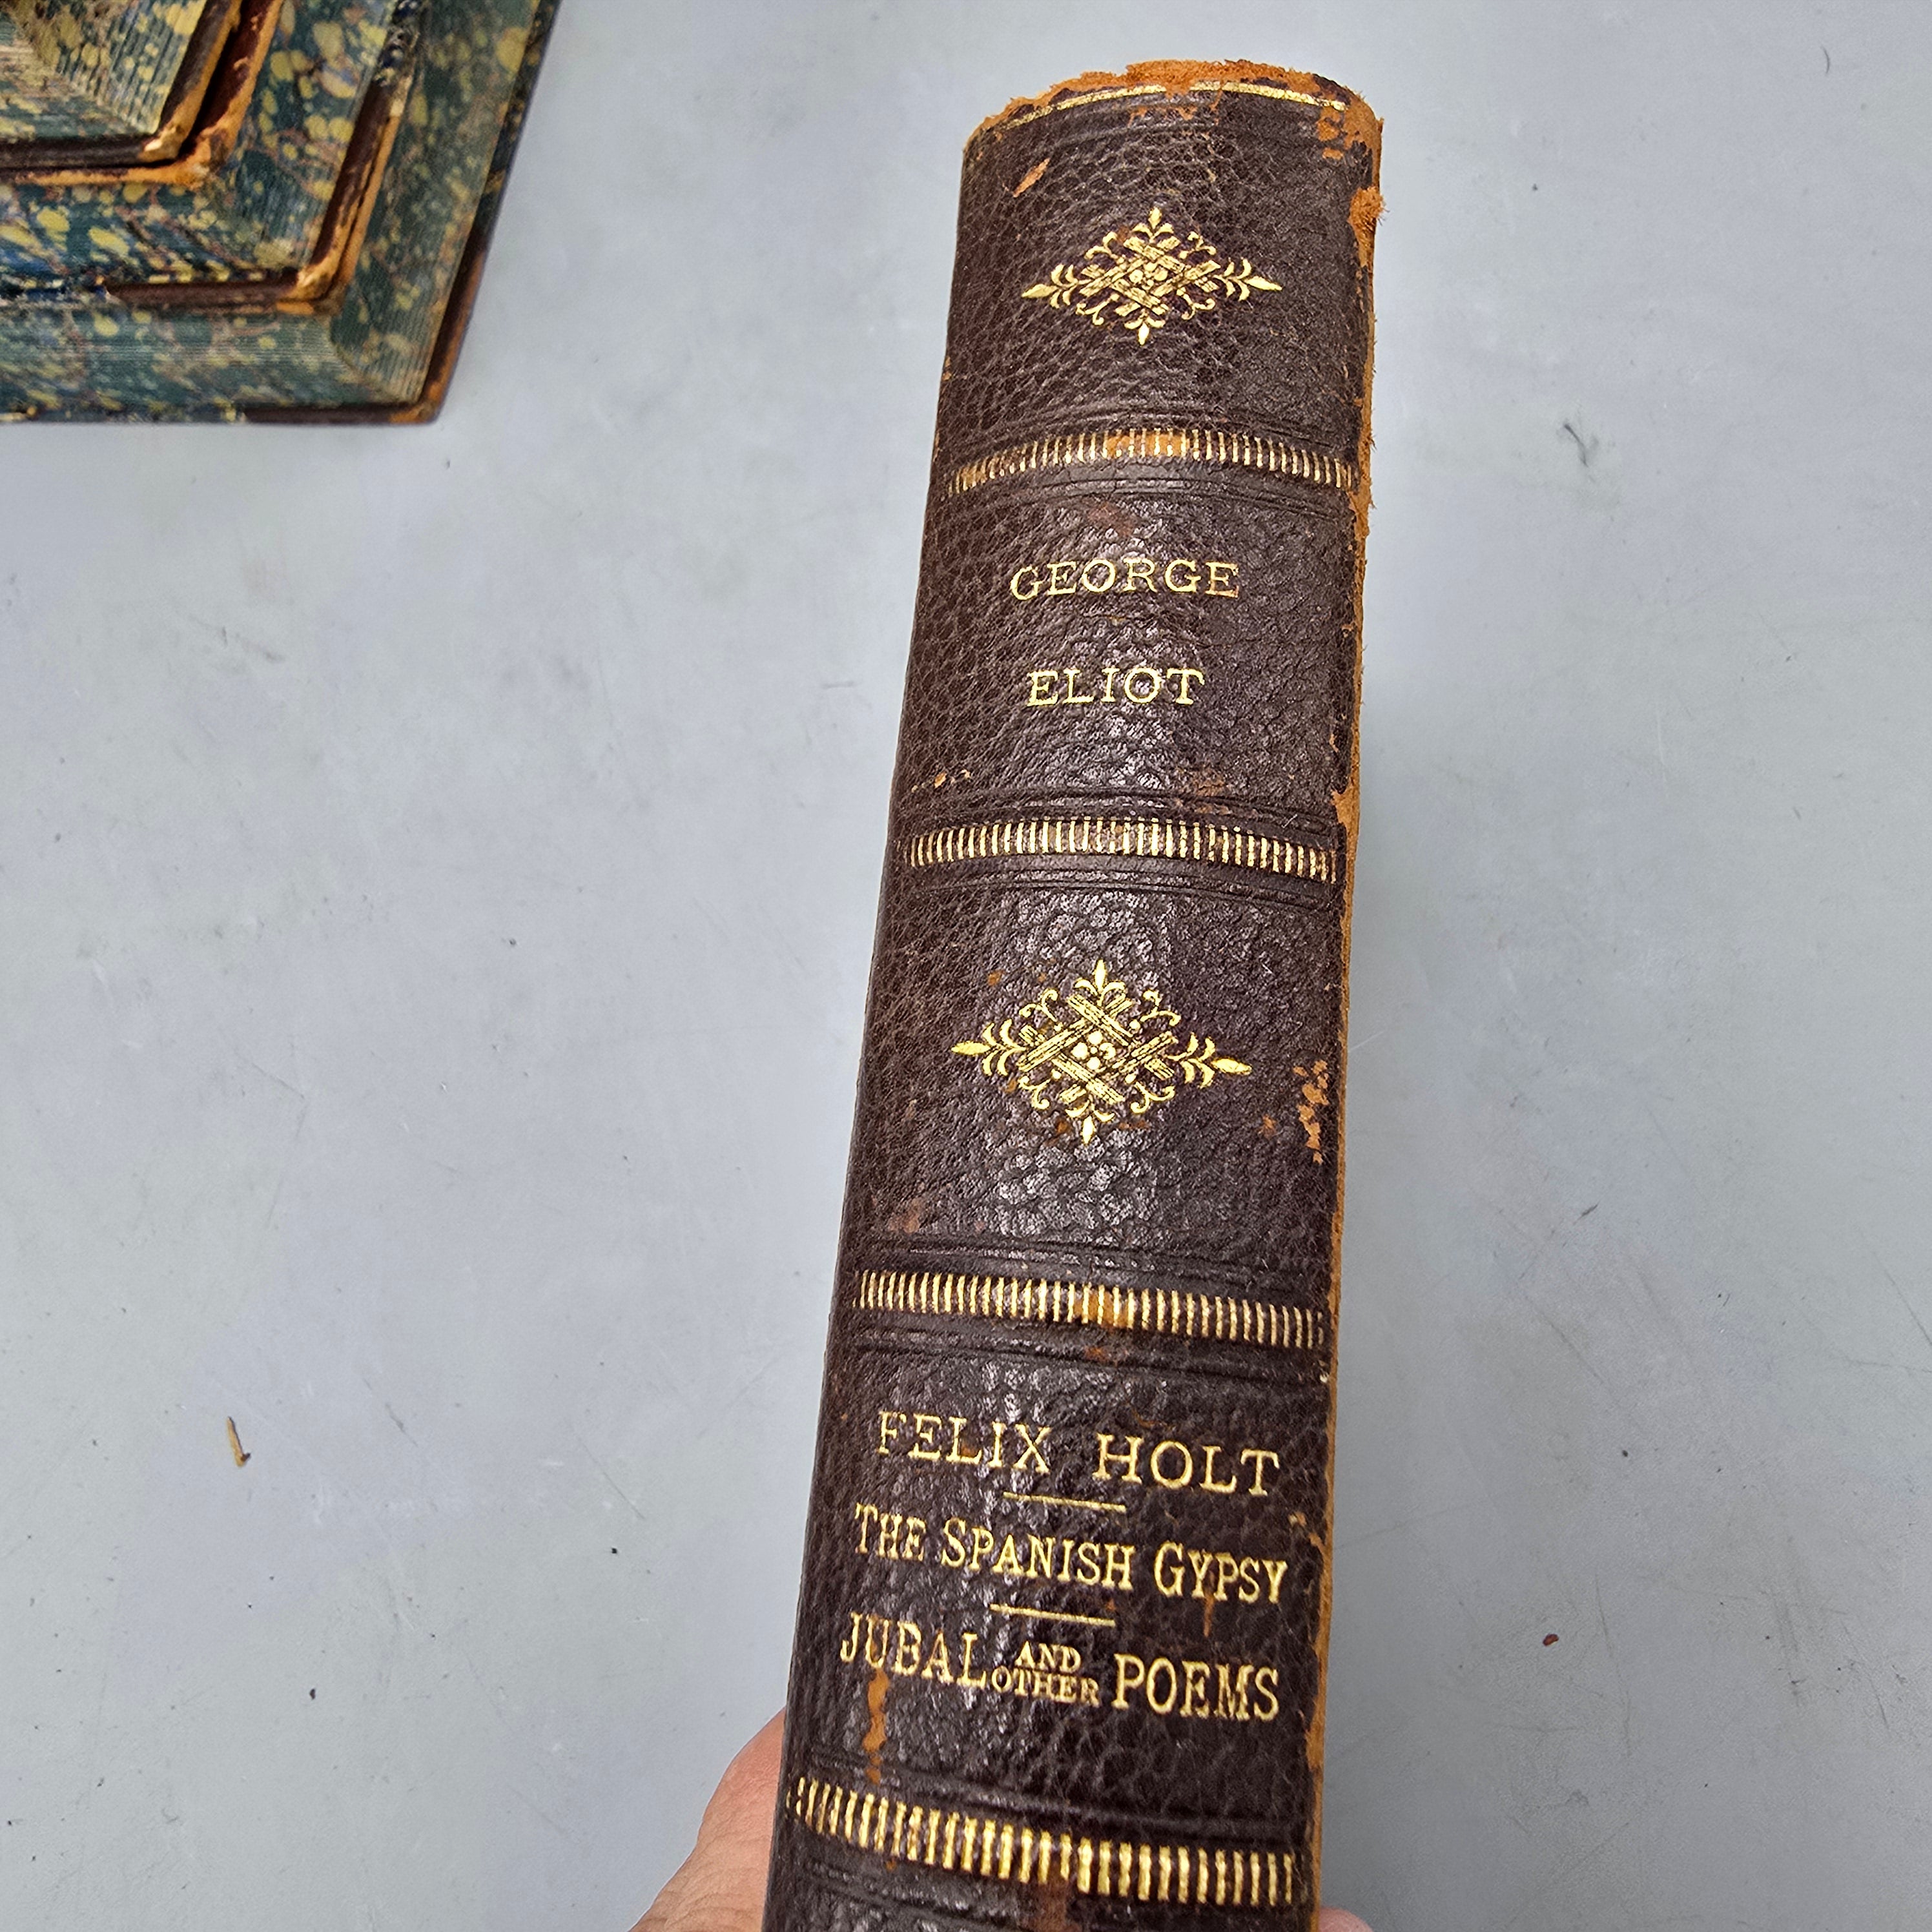 GEORGE
ELIOT
FELIX HOLT
THE SPANISH GYPSY
JUBAL AND OTHER POEMS